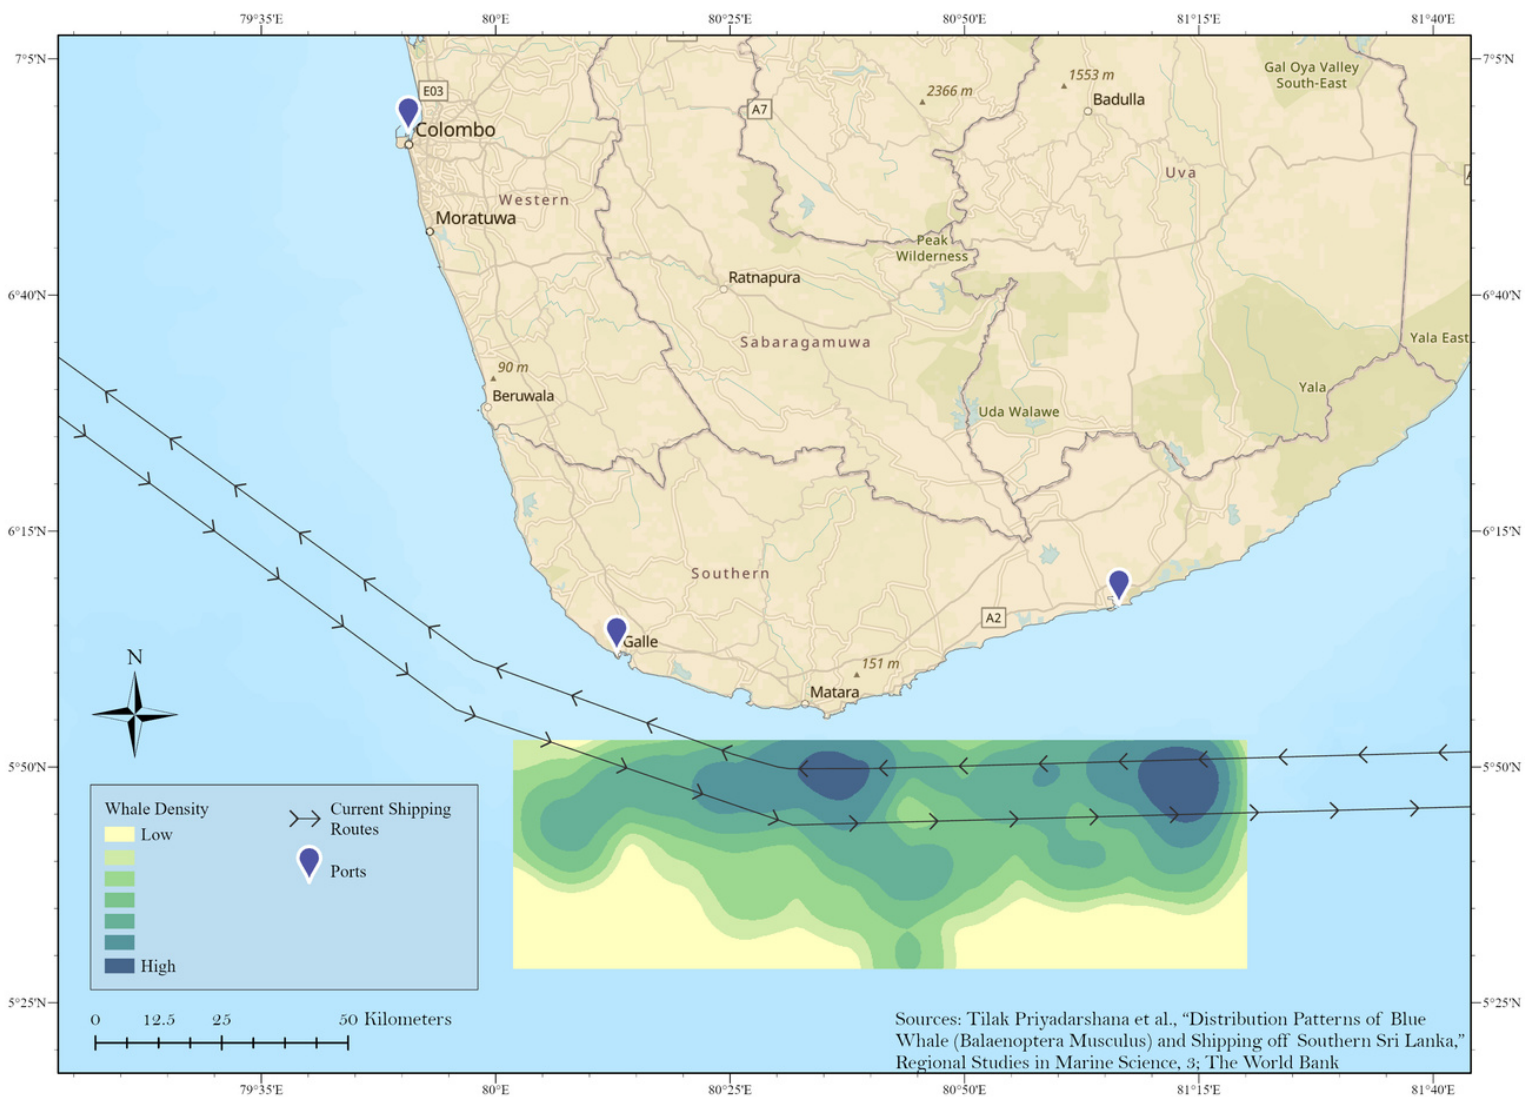 79°35'E 80°E 80°25'E 80°50'E 81°15'E 81°40'E
7°5'N 7°5'N
Gal Oya Valley
South-East
1553 m
2366 m
E03
Badulla
A7
Colombo
Uva
Western
Moratuwa
Peak
Wilderness
Ratnapura
6°40'N 6°40'N
Sabaragamuwa
Yala East
90 m
Yala
Beruwala
Uda Walawe
6°15'N 6°15'N
Southern
A2
Galle
151 m
N
Matara
5°50'N 5°50'N
Whale Density
Low
High
Current Shipping
Routes
Ports
5°25'N 5°25'N
0 12.5 25 50 Kilometers
Sources: Tilak Priyadarshana et al., “Distribution Patterns of Blue
Whale (Balaenoptera Musculus) and Shipping off Southern Sri Lanka,”
Regional Studies in Marine Science, 3; The World Bank
79°35'E 80°E 80°25'E 80°50'E 81°15'E 81°40'E